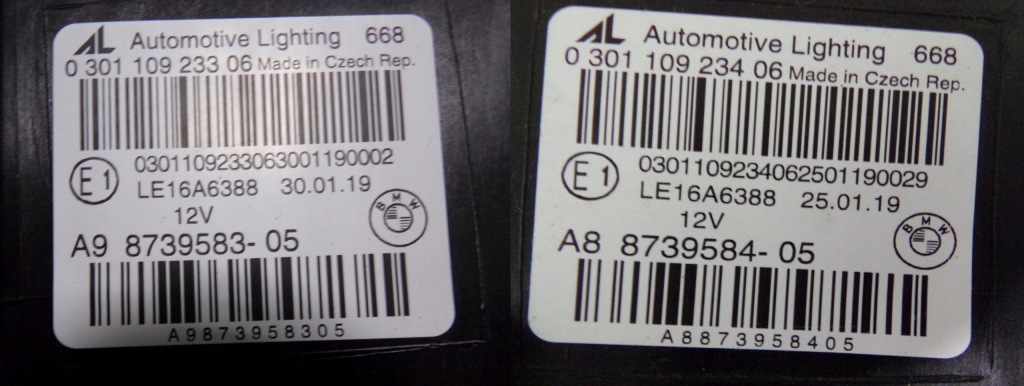 AL Automotive Lighting 668
0 301 109 233 06 Made in Czech Rep.
0301109233063001190002
E1 LE16A6388 30.01.19
12V
BMW
A9 8739583- 05
A9873958305
AL Automotive Lighting 668
0 301 109 234 06 Made in Czech Rep.
0301109234062501190029
E1 LE16A6388 25.01.19
12V
BMW
A8 8739584- 05
A8873958405